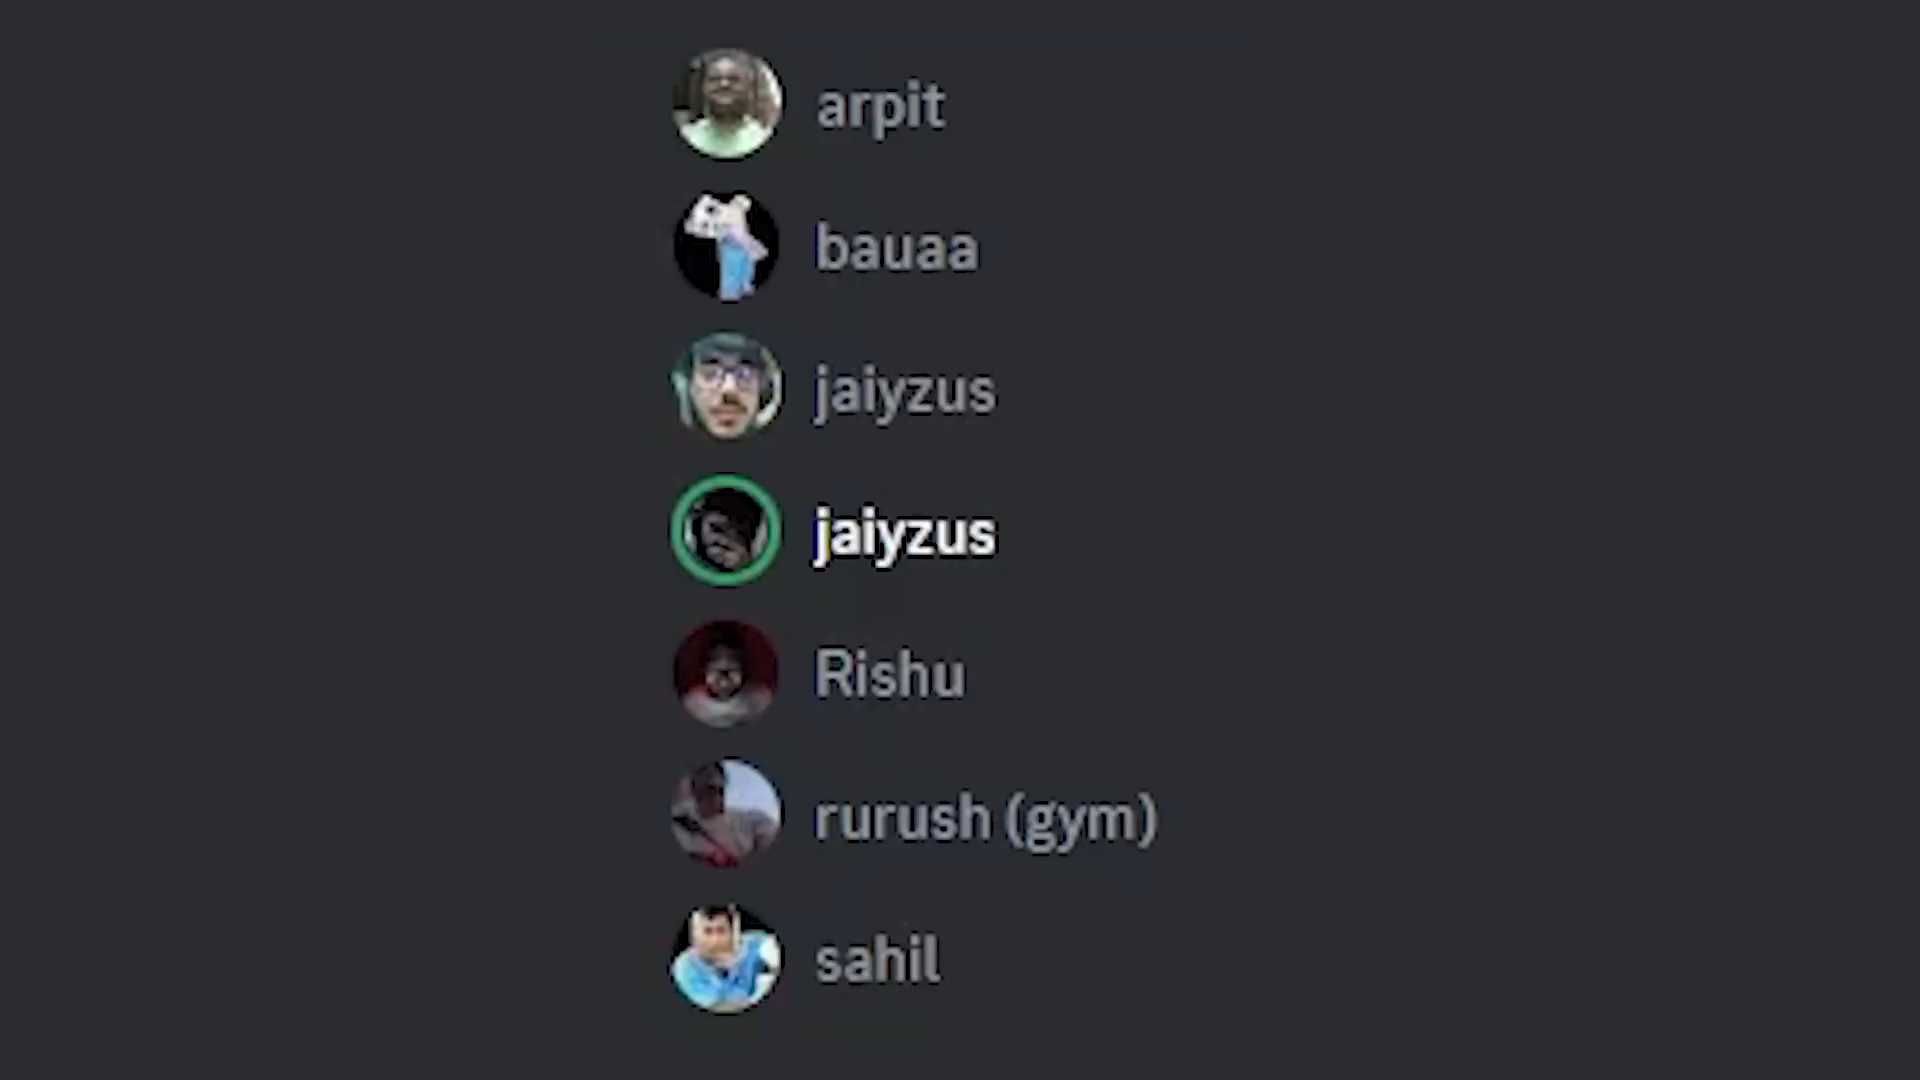 arpit
bauaa
jaiyzus
jaiyzus
Rishu
rurush (gym)
sahil